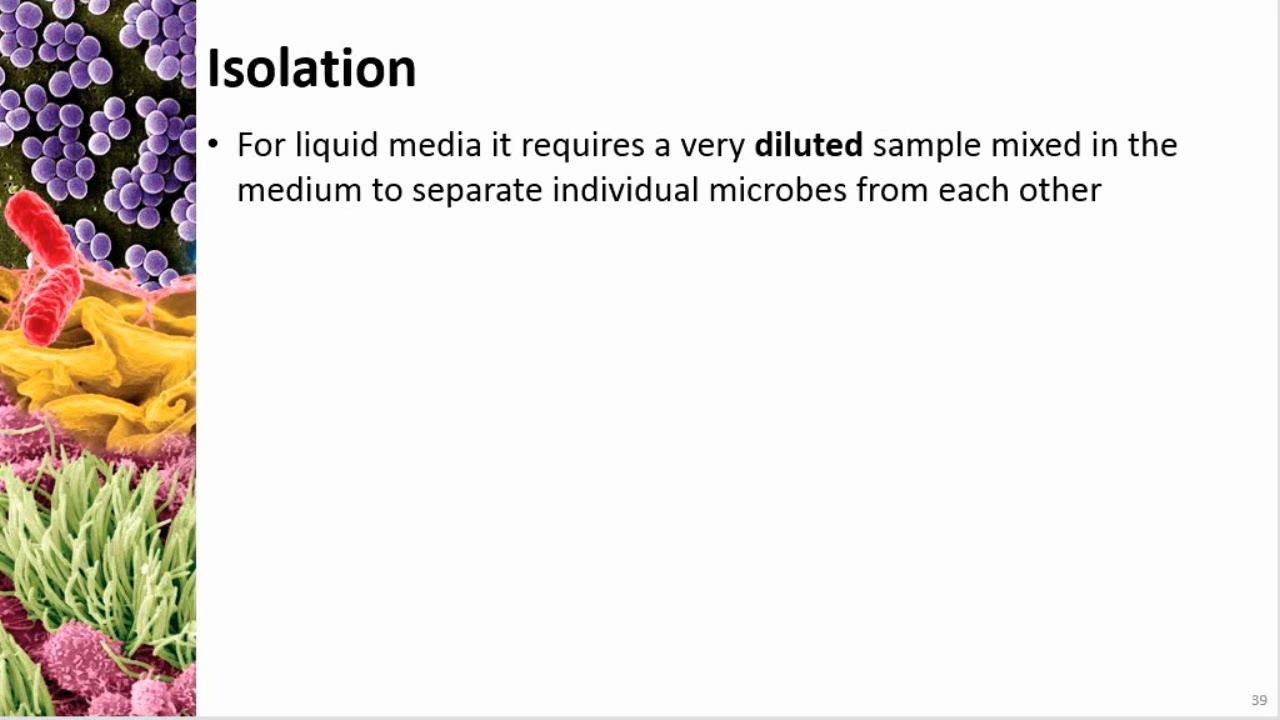 Isolation
• For liquid media it requires a very diluted sample mixed in the
medium to separate individual microbes from each other
39